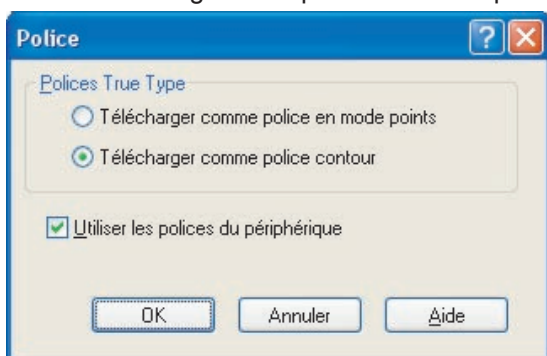 Police
Polices True Type
Télécharger comme police en mode points
Télécharger comme police contour
Utiliser les polices du périphérique
OK Annuler Aide